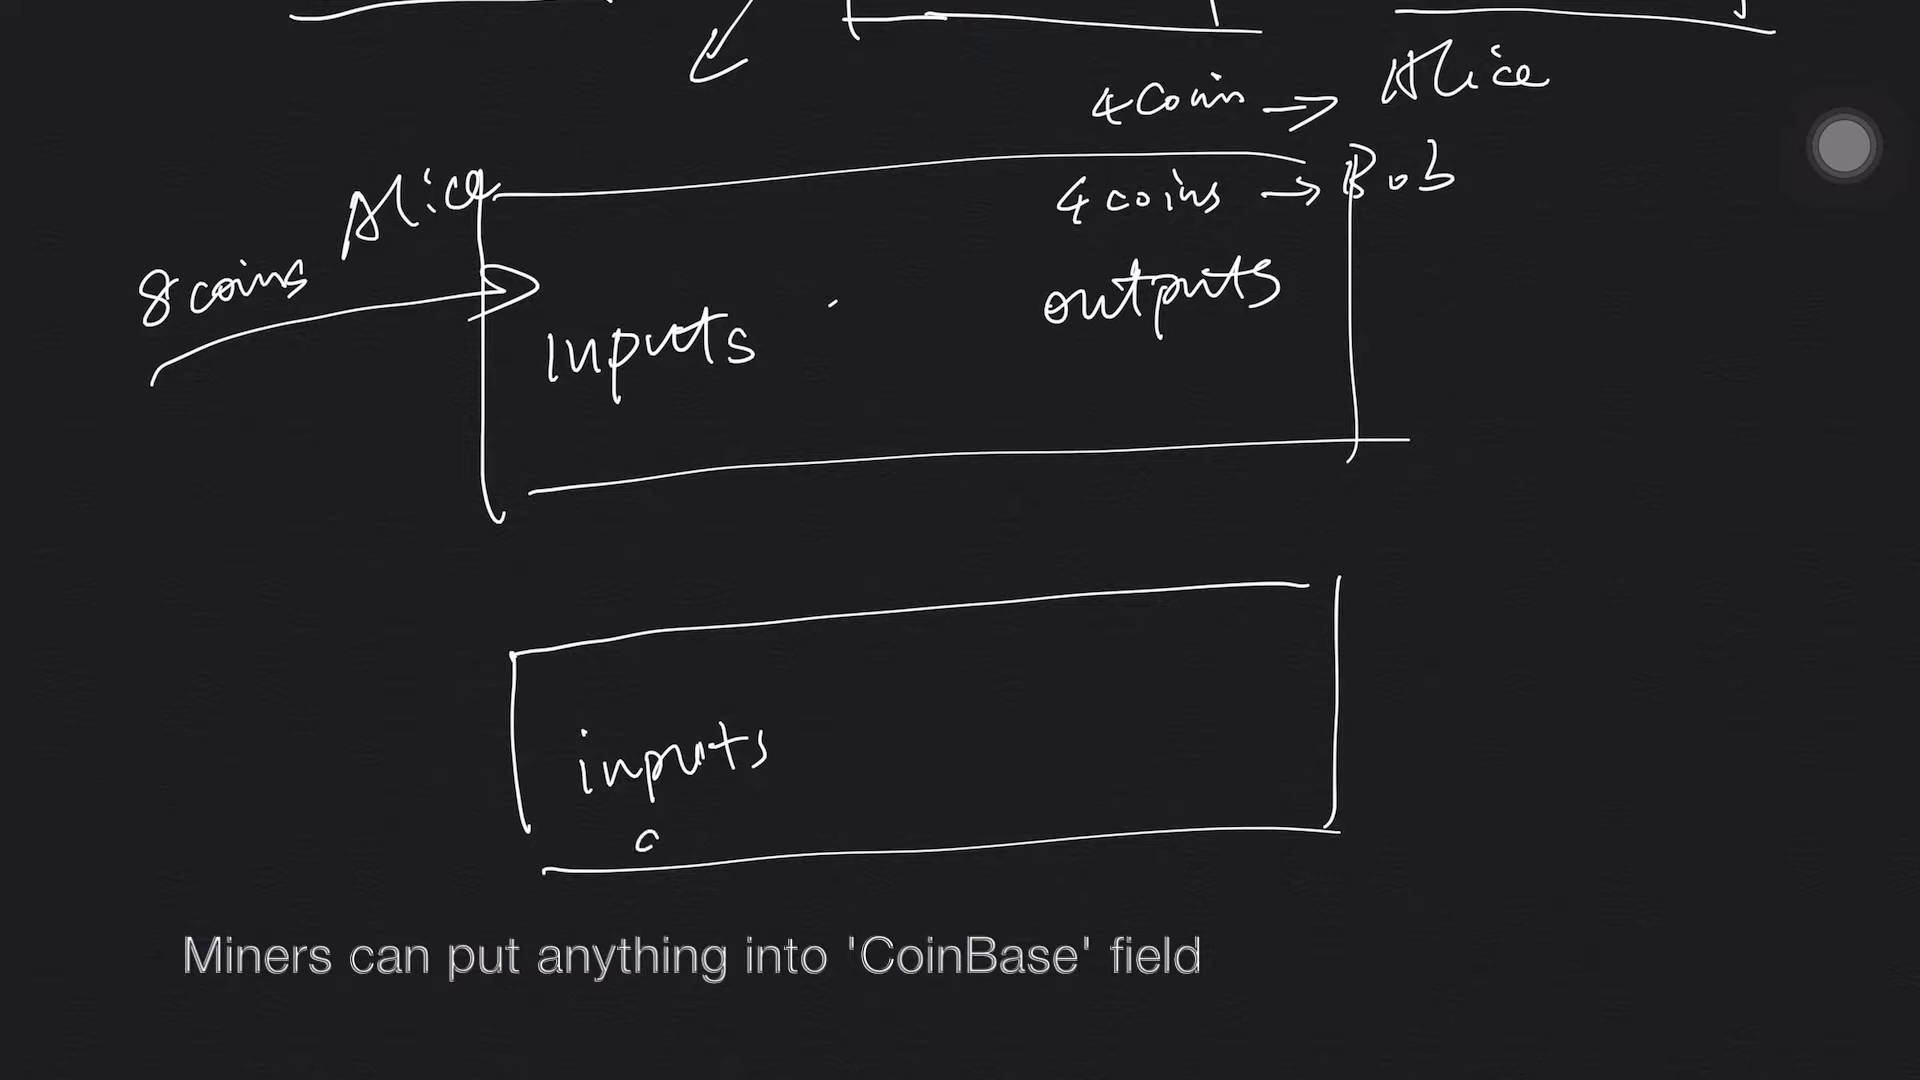 4 Coin → Alice
Alice
4 coins → Bob
8 coins
inputs
outputs
inputs
c
Miners can put anything into 'CoinBase' field